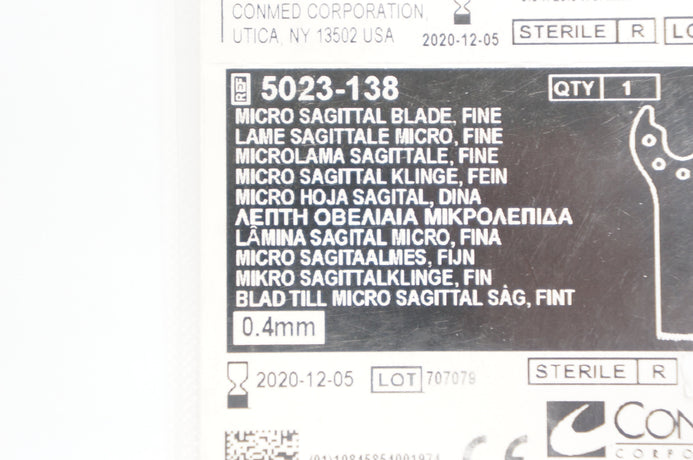 CONMED CORPORATION,
UTICA, NY 13502 USA
2020-12-05
STERILE R
REF 5023-138
QTY 1
MICRO SAGITTAL BLADE, FINE
LAME SAGITTALE MICRO, FINE
MICROLAMA SAGITTALE, FINE
MICRO SAGITTAL KLINGE, FEIN
MICRO HOJA SAGITAL, DINA
ΛΕΠΤΗ ΟΒΕΛΙΑΙΑ ΜΙΚΡΟΛΕΠΙΔΑ
LÂMINA SAGITAL MICRO, FINA
MICRO SAGITAALMES, FIJN
MIKRO SAGITTALKLINGE, FIN
BLAD TILL MICRO SAGITTAL SÅG, FINT
0.4mm
2020-12-05
LOT 707079
STERILE R